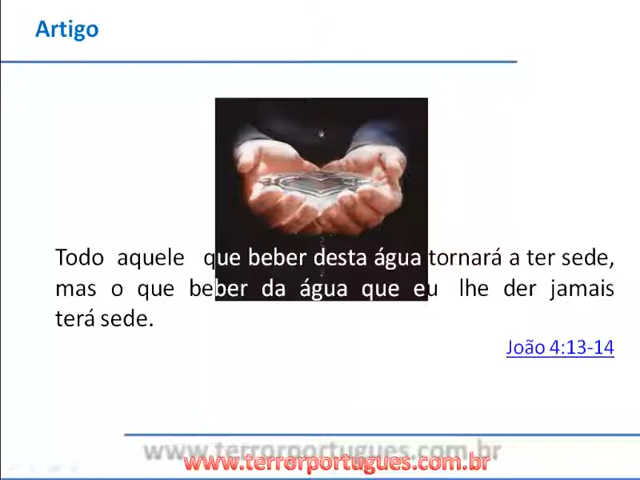 Artigo
Todo aquele que beber desta água tornará a ter sede,
mas o que beber da água que eu lhe der jamais
terá sede.
João 4:13-14
www.terrorportugues.com.br
www.terrorportugues.com.br